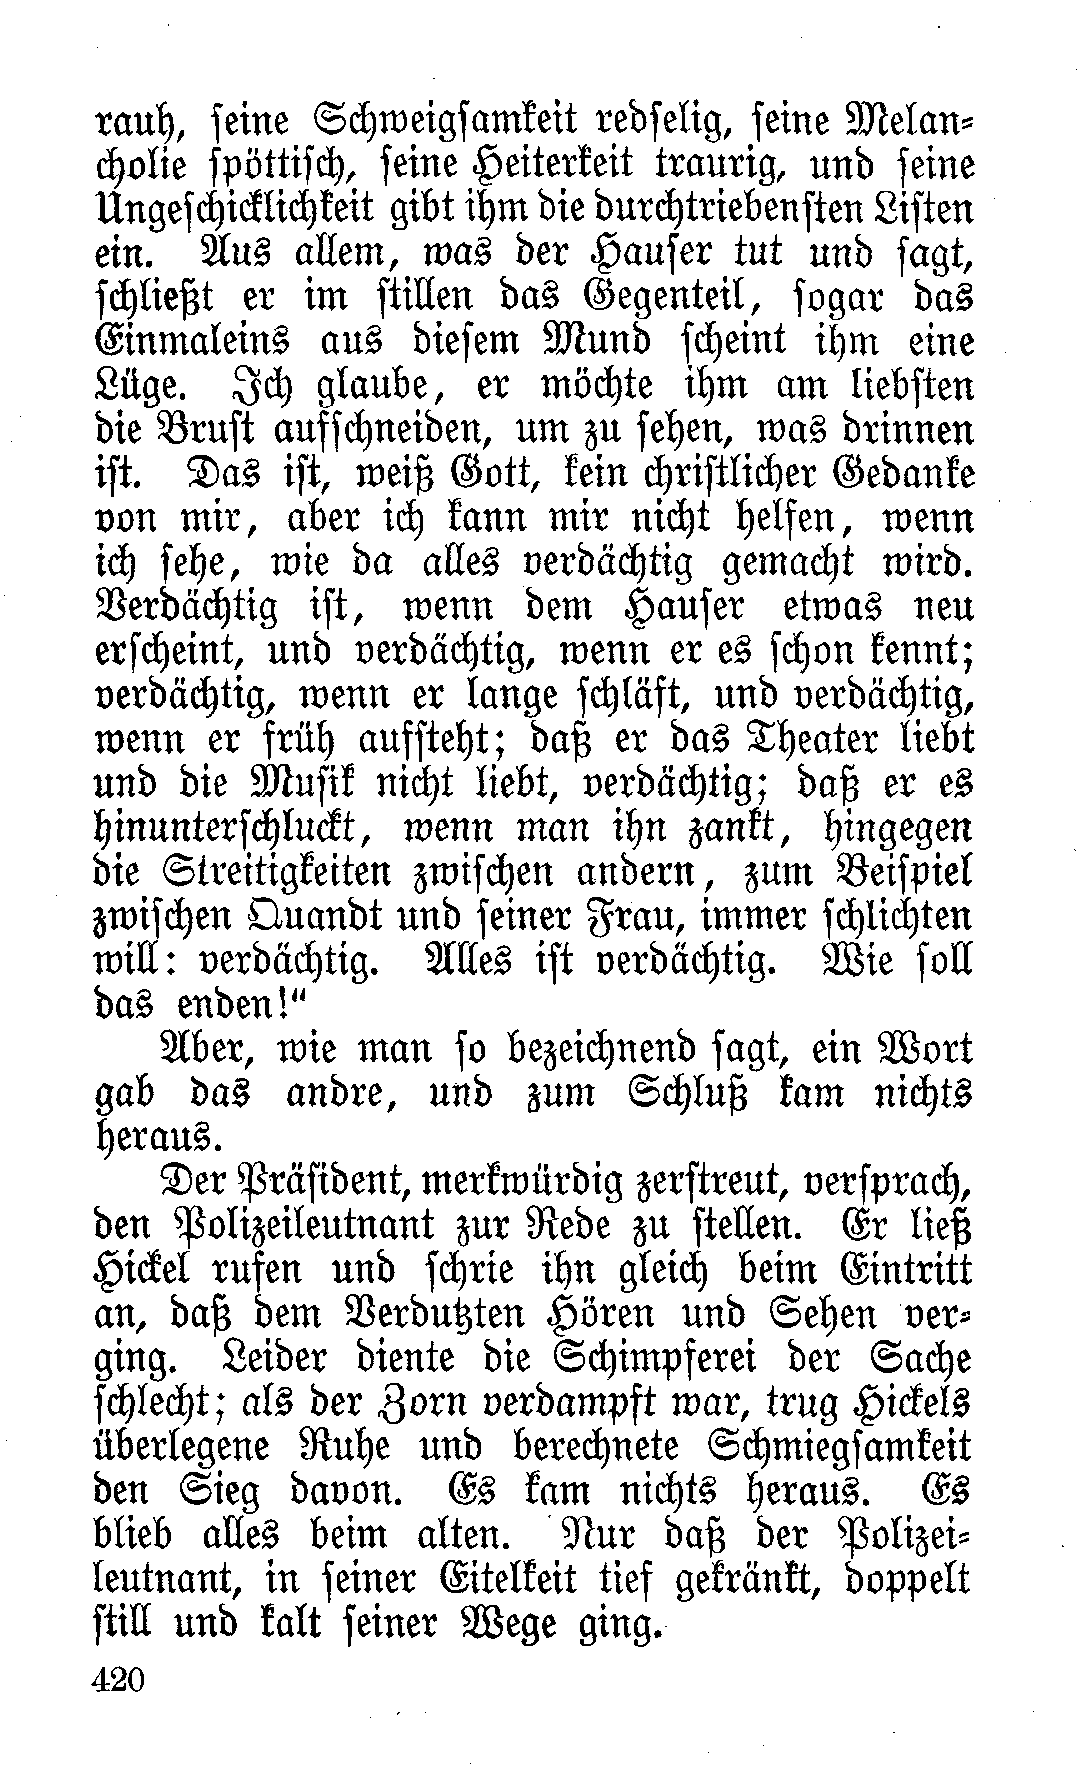 rauh, seine Schweigsamkeit redselig, seine Melan-
cholie spöttisch, seine Heiterkeit traurig, und seine
Ungeschicklichkeit gibt ihm die durchtriebensten Listen
ein. Aus allem, was der Hauser tut und sagt,
schließt er im stillen das Gegenteil, sogar das
Einmaleins aus diesem Mund scheint ihm eine
Lüge. Ich glaube, er möchte ihm am liebsten
die Brust aufschneiden, um zu sehen, was drinnen
ist. Das ist, weiß Gott, kein christlicher Gedanke
von mir, aber ich kann mir nicht helfen, wenn
ich sehe, wie da alles verdächtig gemacht wird.
Verdächtig ist, wenn dem Hauser etwas neu
erscheint, und verdächtig, wenn er es schon kennt;
verdächtig, wenn er lange schläft, und verdächtig,
wenn er früh aufsteht; daß er das Theater liebt
und die Musik nicht liebt, verdächtig; daß er es
hinunterschluckt, wenn man ihn zankt, hingegen
die Streitigkeiten zwischen andern, zum Beispiel
zwischen Quandt und seiner Frau, immer schlichten
will: verdächtig. Alles ist verdächtig. Wie soll
das enden!“
Aber, wie man so bezeichnend sagt, ein Wort
gab das andre, und zum Schluß kam nichts
heraus.
Der Präsident, merkwürdig zerstreut, versprach,
den Polizeileutnant zur Rede zu stellen. Er ließ
Hickel rufen und schrie ihn gleich beim Eintritt
an, daß dem Verdutzten Hören und Sehen ver-
ging. Leider diente die Schimpferei der Sache
schlecht; als der Zorn verdampft war, trug Hickels
überlegene Ruhe und berechnete Schmiegsamkeit
den Sieg davon. Es kam nichts heraus. Es
blieb alles beim alten. Nur daß der Polizei-
leutnant, in seiner Eitelkeit tief gekränkt, doppelt
still und kalt seiner Wege ging.
420